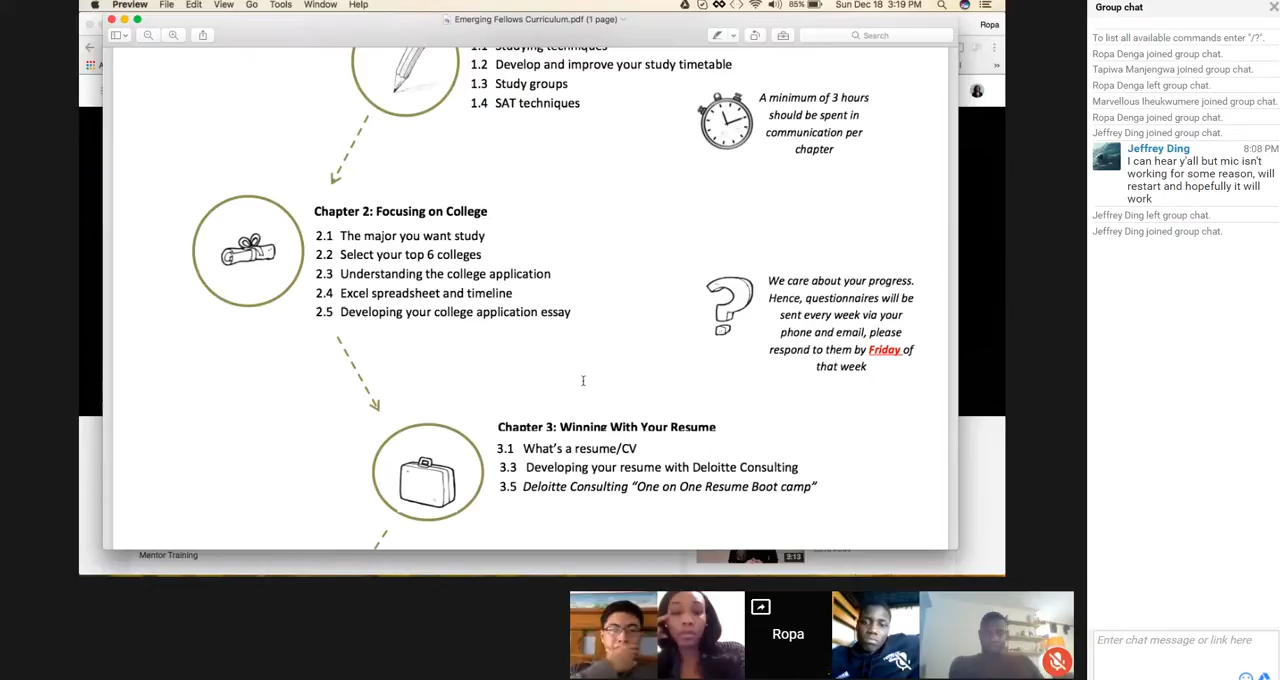 Preview File Edit View Go Tools Window Help
85% Sun Dec 18 3:19 PM
Emerging Fellows Curriculum.pdf (1 page)
Ropa
Search
1.1 Studying techniques
1.2 Develop and improve your study timetable
1.3 Study groups
1.4 SAT techniques
A minimum of 3 hours
should be spent in
communication per
chapter
Chapter 2: Focusing on College
2.1 The major you want study
2.2 Select your top 6 colleges
2.3 Understanding the college application
2.4 Excel spreadsheet and timeline
2.5 Developing your college application essay
We care about your progress.
Hence, questionnaires will be
sent every week via your
phone and email, please
respond to them by Friday of
that week
Chapter 3: Winning With Your Resume
3.1 What's a resume/CV
3.3 Developing your resume with Deloitte Consulting
3.5 Deloitte Consulting "One on One Resume Boot camp"
Mentor Training
3:13
Ropa
Group chat
To list all available commands enter "/?".
Ropa Denga joined group chat.
Tapiwa Manjengwa joined group chat.
Ropa Denga left group chat.
Marvellous Iheukwumere joined group chat.
Ropa Denga joined group chat.
Jeffrey Ding joined group chat.
Jeffrey Ding 8:08 PM
I can hear y'all but mic isn't
working for some reason, will
restart and hopefully it will
work
Jeffrey Ding left group chat.
Jeffrey Ding joined group chat.
Enter chat message or link here